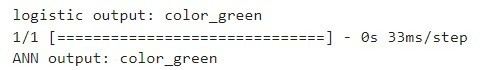 logistic output: color_green
1/1 [==============================] - 0s 33ms/step
ANN output: color_green